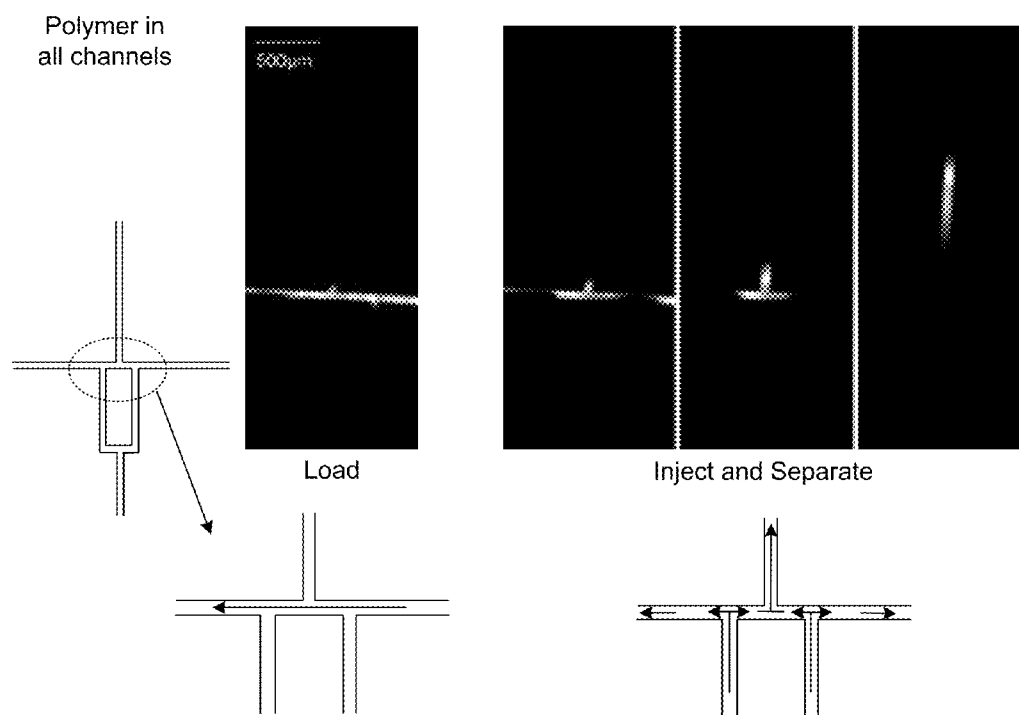 Polymer in
all channels
500μm
Load
Inject and Separate